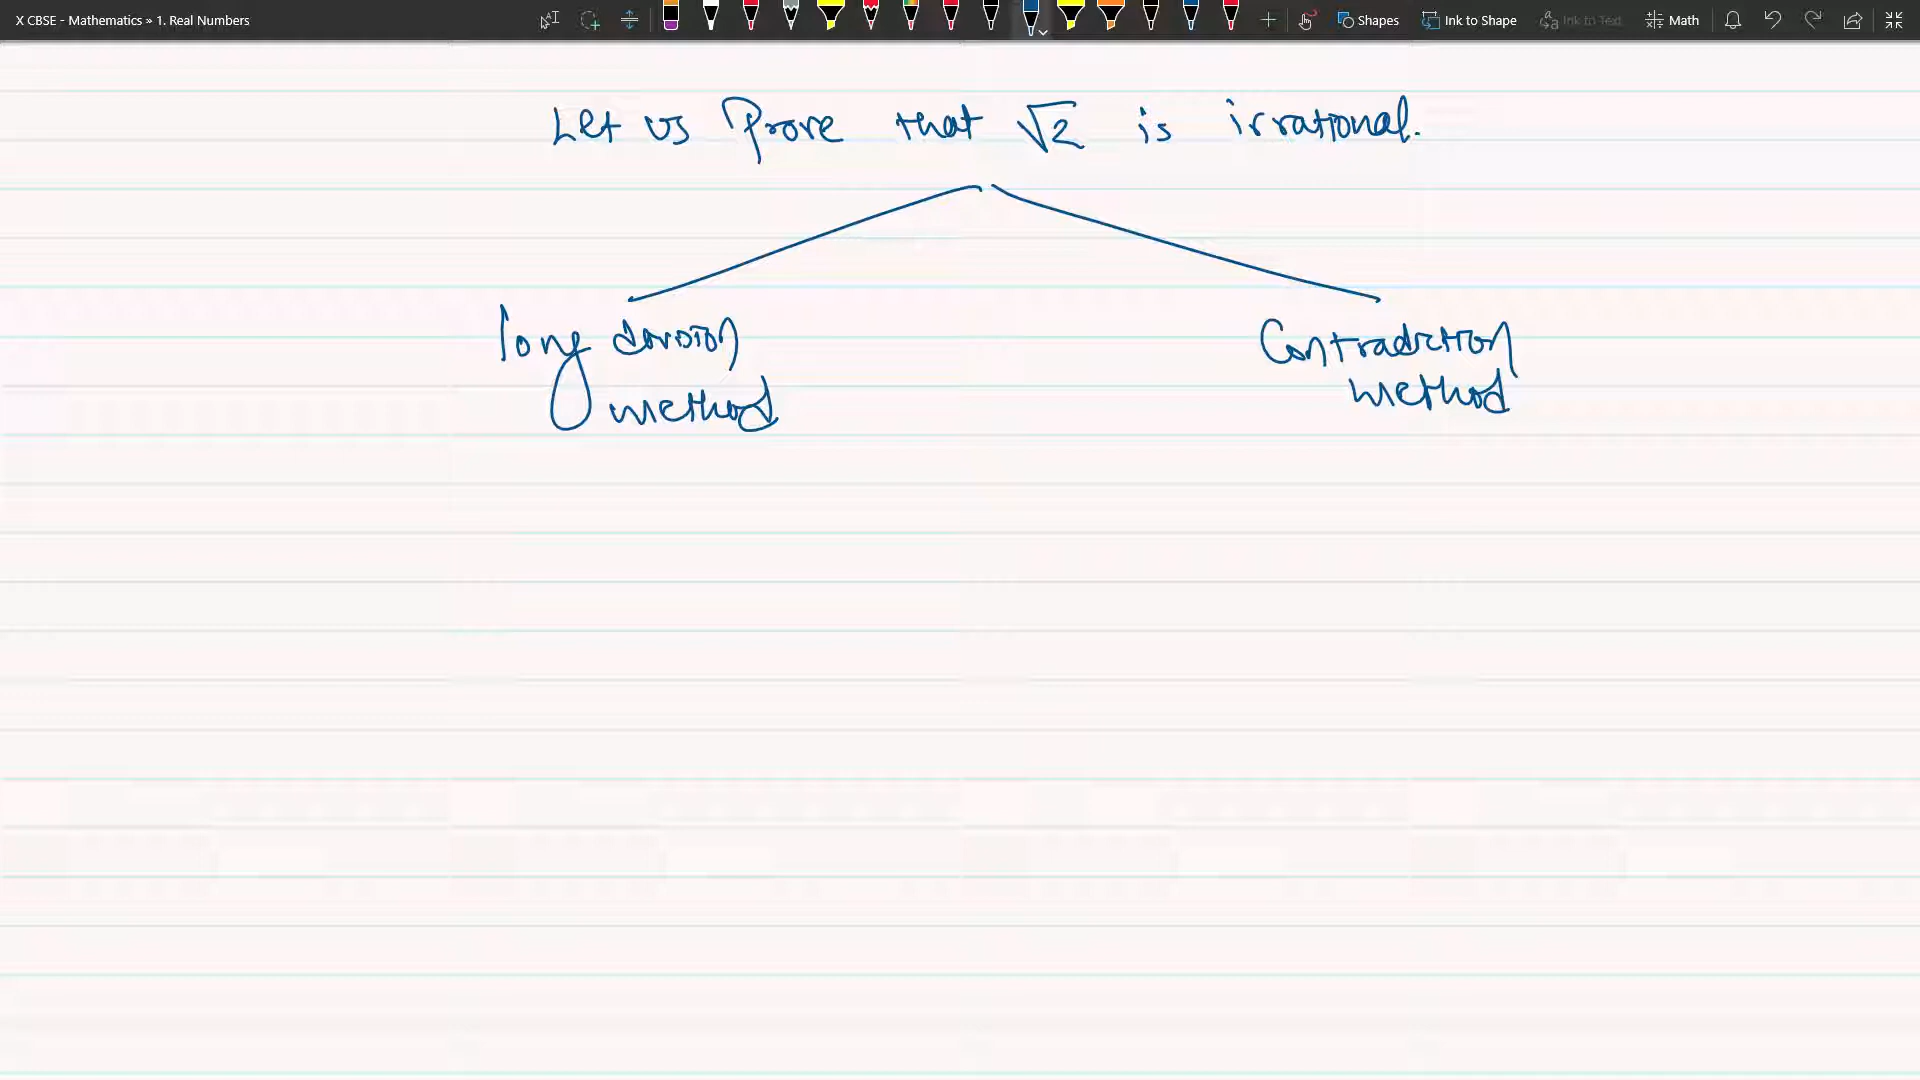 X CBSE - Mathematics » 1. Real Numbers
Shapes Ink to Shape Ink to Text Math
Let us Prove that √2 is irrational.
long division Contradiction
method method